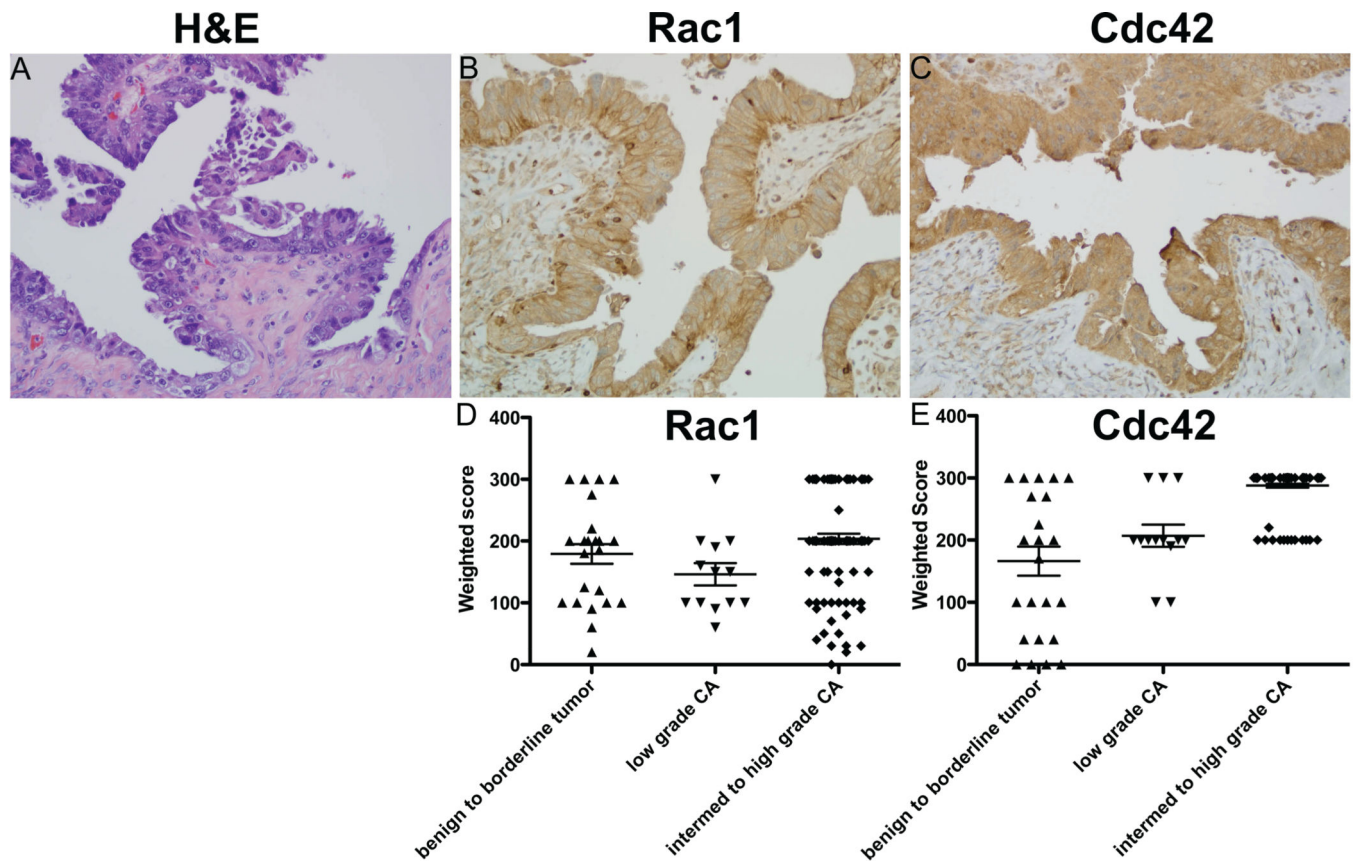 H&E
Rac1
Cdc42
A
B
C
D
Rac1
Weighted score
400
300
200
100
0
benign to borderline tumor
low grade CA
intermed to high grade CA
E
Cdc42
Weighted Score
400
300
200
100
0
benign to borderline tumor
low grade CA
intermed to high grade CA